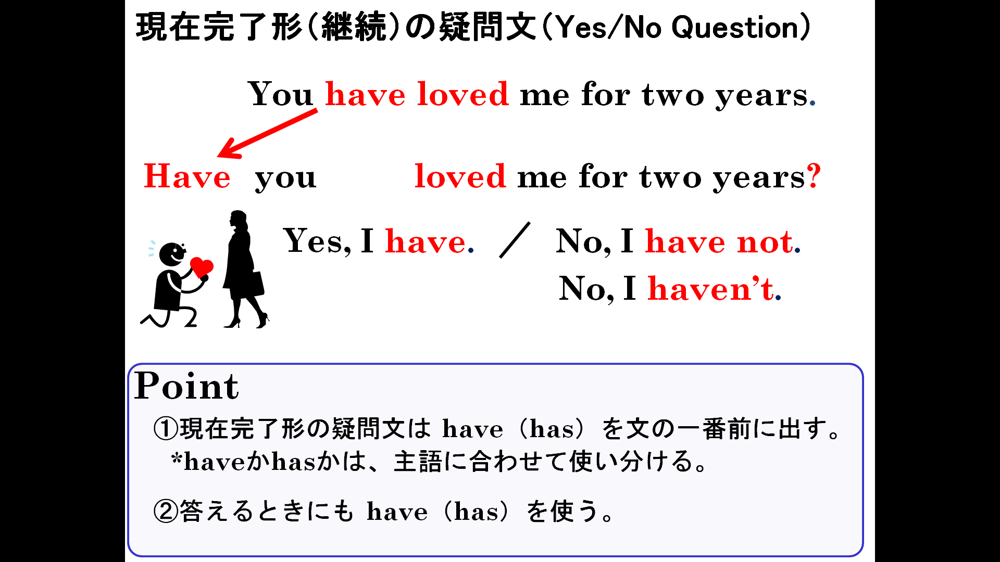 現在完了形(継続)の疑問文(Yes/No Question)
You have loved me for two years.
Have you loved me for two years?
Yes, I have. ／ No, I have not.
No, I haven't.
Point
①現在完了形の疑問文は have（has）を文の一番前に出す。
*haveかhasかは、主語に合わせて使い分ける。
②答えるときにも have（has）を使う。